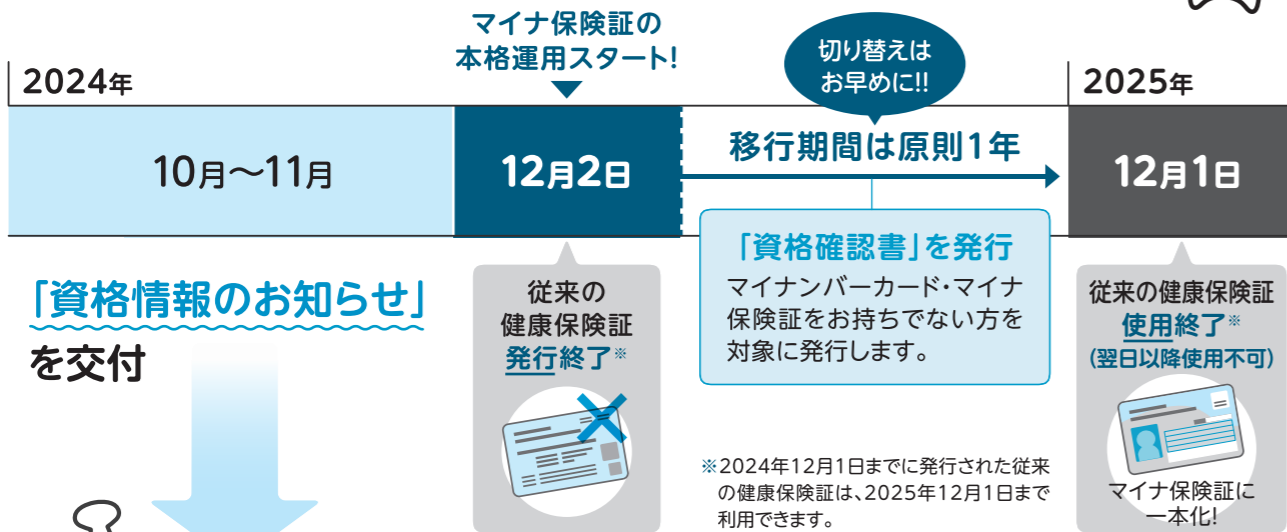 マイナ保険証の
本格運用スタート!
切り替えは
お早めに!!
2024年
2025年
10月〜11月
12月2日
移行期間は原則1年
12月1日
「資格情報のお知らせ」
を交付
従来の
健康保険証
発行終了※
「資格確認書」を発行
マイナンバーカード・マイナ
保険証をお持ちでない方を
対象に発行します。
※2024年12月1日までに発行された従来
の健康保険証は、2025年12月1日まで
利用できます。
従来の健康保険証
使用終了※
(翌日以降使用不可)
マイナ保険証に
一本化!